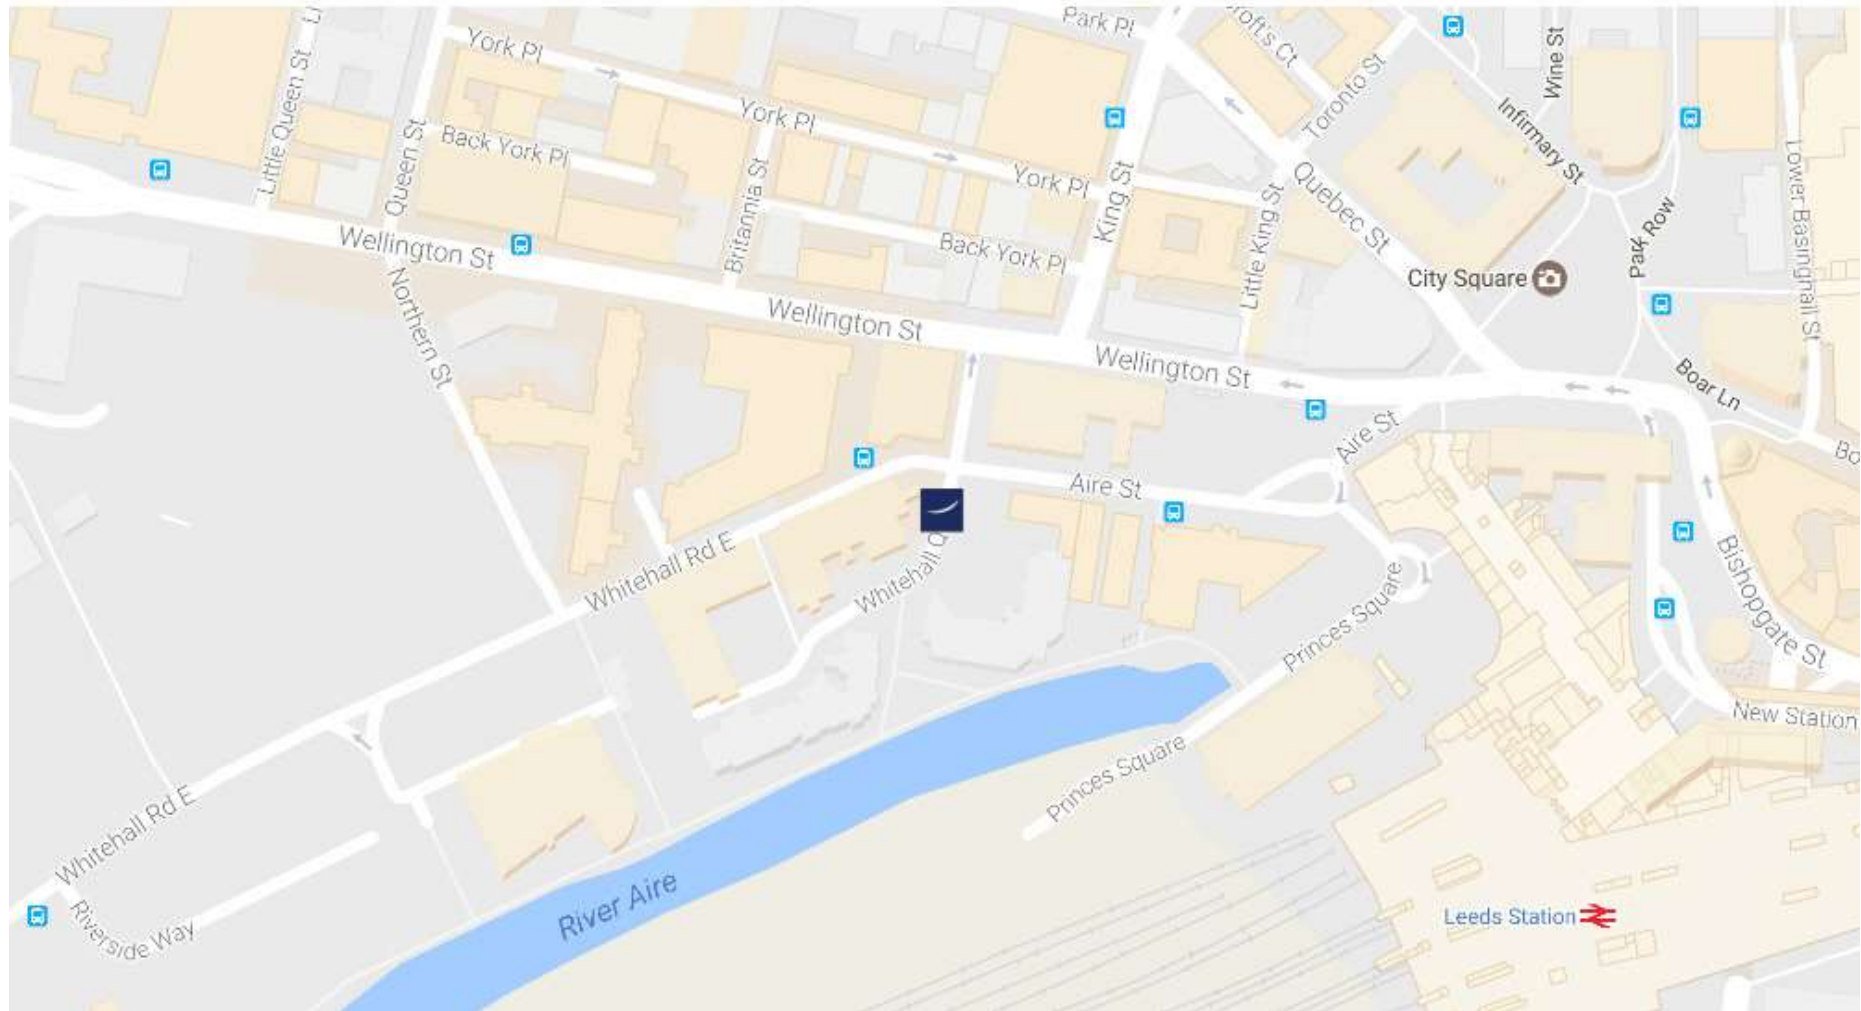 Park Pl
York Pl
Toronto St
Wine St
Little Queen St
York Pl
Infirmary St
Queen St
Back York Pl
Britannia St
York Pl
King St
Quebec St
Park Row
Lower Basinghall St
Wellington St
Back York Pl
Little King St
City Square
Northern St
Wellington St
Wellington St
Boar Ln
Aire St
Aire St
Whitehall Rd E
Whitehall
Princes Square
Bishopgate St
New Station
Princes Square
Whitehall Rd E
River Aire
Leeds Station
Riverside Way